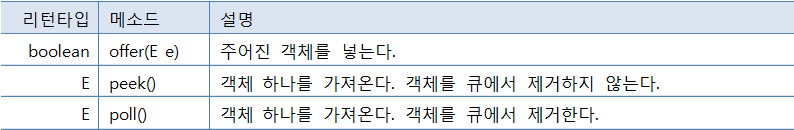 리턴타입 메소드 설명
boolean offer(E e) 주어진 객체를 넣는다.
E peek() 객체 하나를 가져온다. 객체를 큐에서 제거하지 않는다.
E poll() 객체 하나를 가져온다. 객체를 큐에서 제거한다.